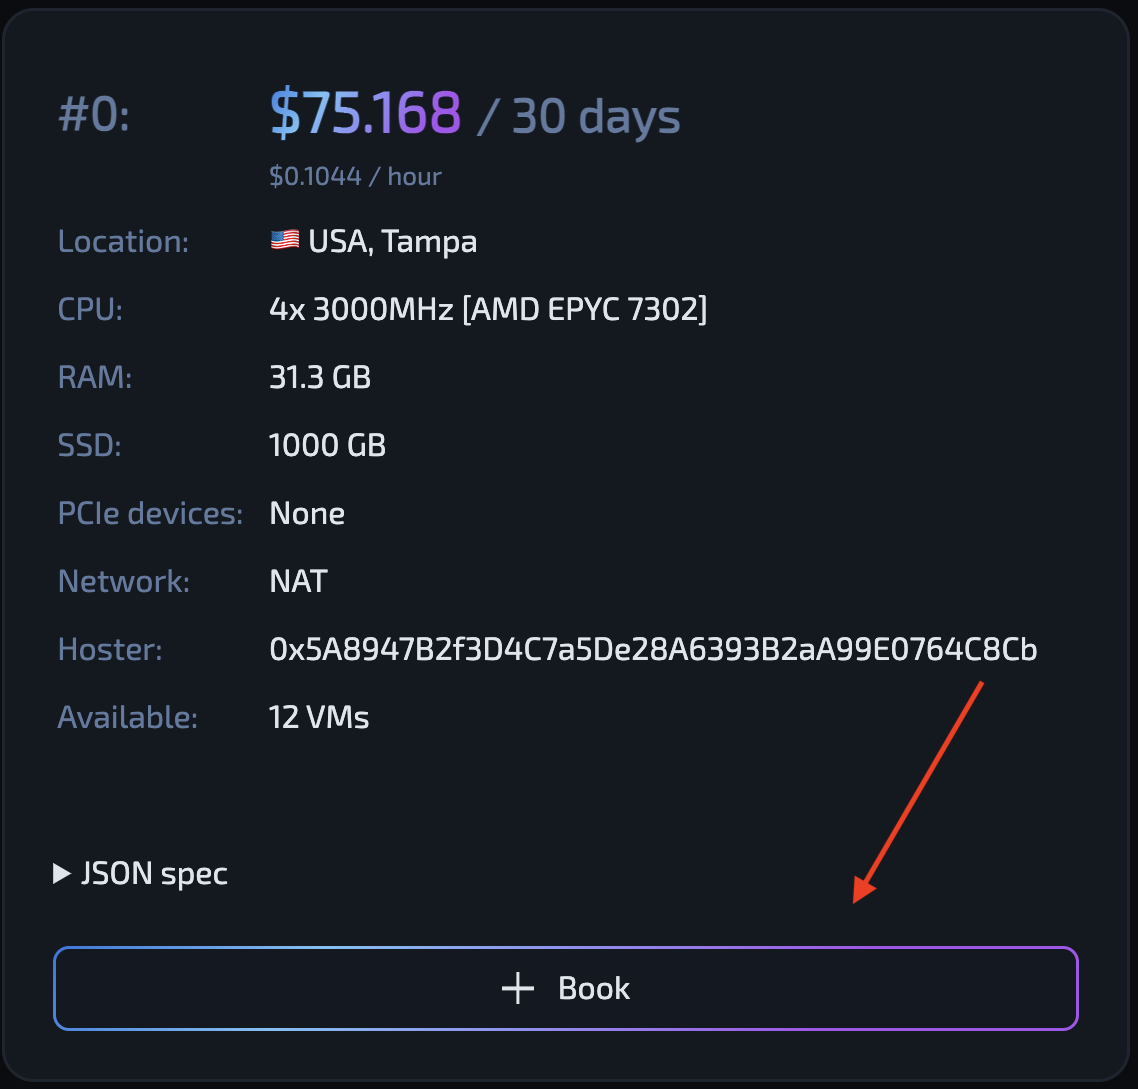 #0: $75.168 / 30 days
$0.1044 / hour
Location: USA, Tampa
CPU: 4x 3000MHz [AMD EPYC 7302]
RAM: 31.3 GB
SSD: 1000 GB
PCIe devices: None
Network: NAT
Hoster: 0x5A8947B2f3D4C7a5De28A6393B2aA99E0764C8Cb
Available: 12 VMs
JSON spec
Book